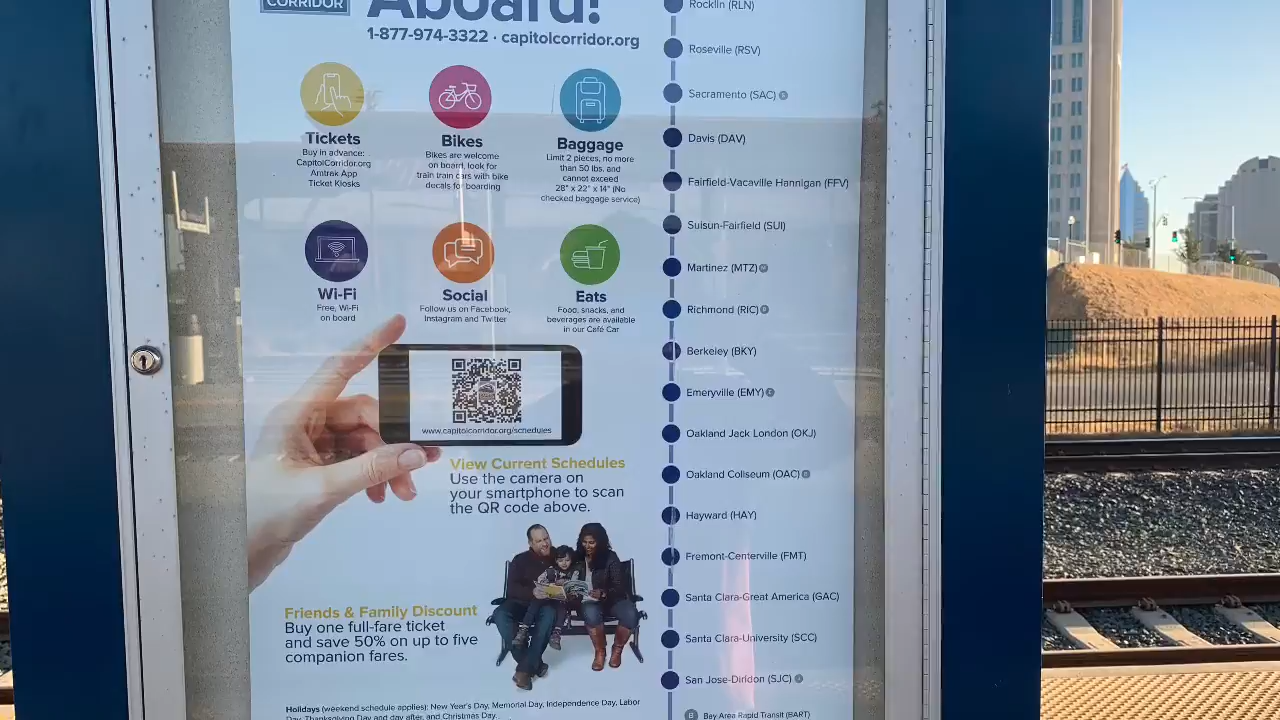 CORRIDOR
Aboard!
1-877-974-3322 · capitolcorridor.org
Tickets
Buy in advance:
CapitolCorridor.org
Amtrak App
Ticket Kiosks
Bikes
Bikes are welcome
on board, look for
train train cars with bike
decals for boarding
Baggage
Limit 2 pieces, no more
than 50 lbs. and
cannot exceed
28" x 22" x 14" (No
checked baggage service)
Wi-Fi
Free, Wi-Fi
on board
Social
Follow us on Facebook,
Instagram and Twitter
Eats
Food, snacks, and
beverages are available
in our Café Car
www.capitolcorridor.org/schedules
View Current Schedules
Use the camera on
your smartphone to scan
the QR code above.
Friends & Family Discount
Buy one full-fare ticket
and save 50% on up to five
companion fares.
Holidays (weekend schedule applies): New Year's Day, Memorial Day, Independence Day, Labor
Day, Thanksgiving Day and day after, and Christmas Day.
Rocklin (RLN)
Roseville (RSV)
Sacramento (SAC)
Davis (DAV)
Fairfield-Vacaville Hannigan (FFV)
Suisun-Fairfield (SUI)
Martinez (MTZ)
Richmond (RIC)
Berkeley (BKY)
Emeryville (EMY)
Oakland Jack London (OKJ)
Oakland Coliseum (OAC)
Hayward (HAY)
Fremont-Centerville (FMT)
Santa Clara-Great America (GAC)
Santa Clara-University (SCC)
San Jose-Diridon (SJC)
B Bay Area Rapid Transit (BART)